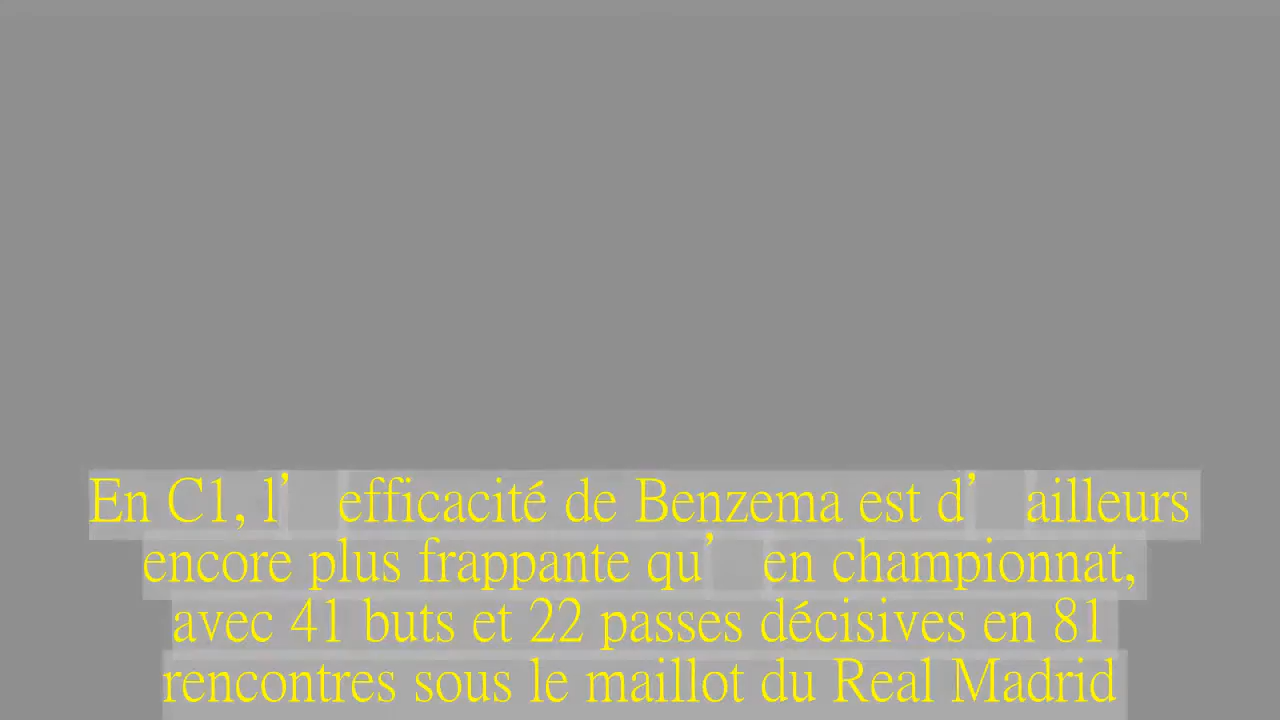 En C1, l’efficacité de Benzema est d’ailleurs
encore plus frappante qu’en championnat,
avec 41 buts et 22 passes décisives en 81
rencontres sous le maillot du Real Madrid